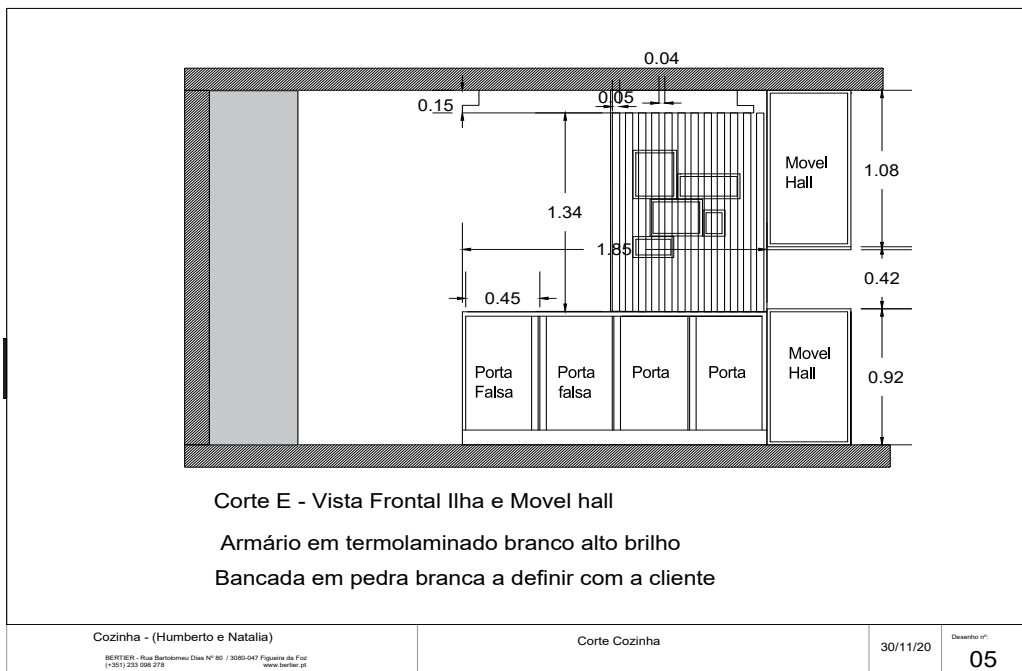 0.04
0.15
0.05
Movel
Hall
1.08
1.34
1.85
0.42
0.45
Porta
Falsa
Porta
falsa
Porta
Porta
Movel
Hall
0.92
Corte E - Vista Frontal Ilha e Movel hall
Armário em termolaminado branco alto brilho
Bancada em pedra branca a definir com a cliente
Cozinha - (Humberto e Natalia)
BERTIER - Rua Bartolomeu Dias Nº 80 / 3080-047 Figueira da Foz
(+351) 233 098 278 www.bertier.pt
Corte Cozinha
30/11/20
Desenho nº:
05